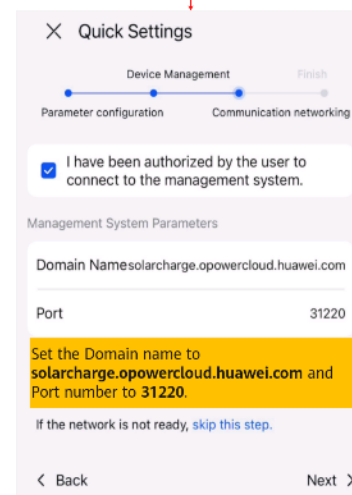 Quick Settings
Device Management Finish
Parameter configuration Communication networking
I have been authorized by the user to
connect to the management system.
Management System Parameters
Domain Name solarcharge.opowercloud.huawei.com
Port 31220
Set the Domain name to
solarcharge.opowercloud.huawei.com and
Port number to 31220.
If the network is not ready, skip this step.
Back Next